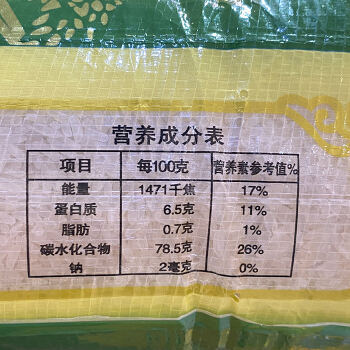 营养成分表
项目 每100克 营养素参考值%
能量 1471千焦 17%
蛋白质 6.5克 11%
脂肪 0.7克 1%
碳水化合物 78.5克 26%
钠 2毫克 0%